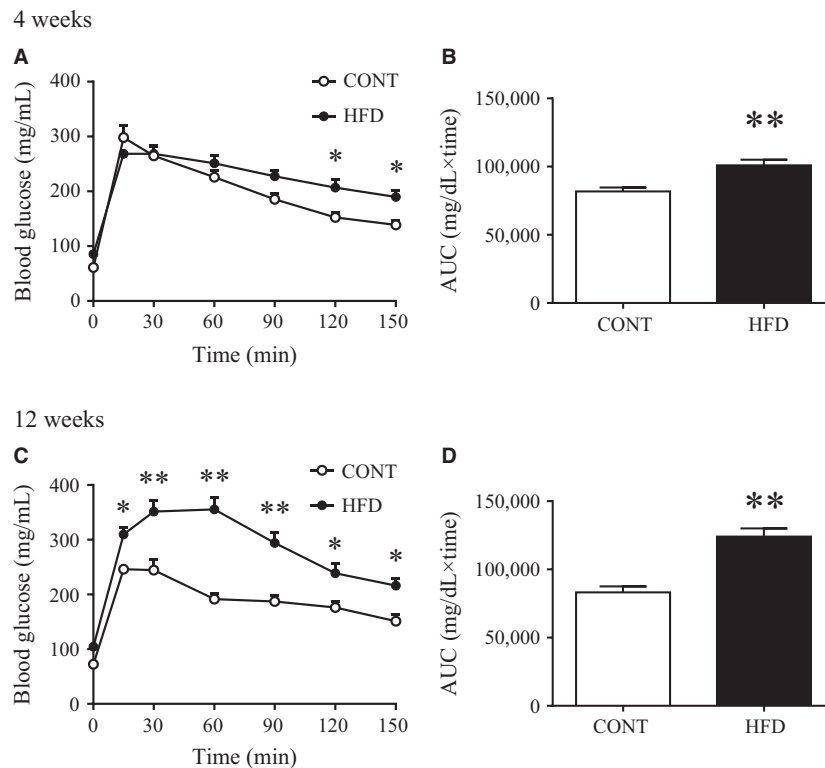 4 weeks
A
CONT
HFD
Blood glucose (mg/mL)
400
300
200
100
0
* *
0 30 60 90 120 150
Time (min)
B
AUC (mg/dL×time)
150,000
100,000
50,000
0
**
CONT HFD
12 weeks
C
CONT
HFD
Blood glucose (mg/mL)
400
300
200
100
0
* ** ** ** * *
0 30 60 90 120 150
Time (min)
D
AUC (mg/dL×time)
150,000
100,000
50,000
0
**
CONT HFD